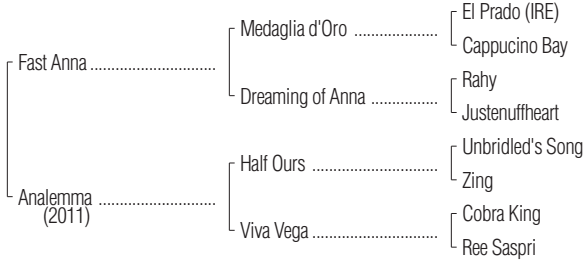 El Prado (IRE)
Medaglia d'Oro ..................
Cappucino Bay
Fast Anna ...........................
Rahy
Dreaming of Anna ..............
Justenuffheart
Unbridled's Song
Half Ours ...........................
Zing
Analemma .........................
(2011)
Cobra King
Viva Vega ...........................
Ree Saspri